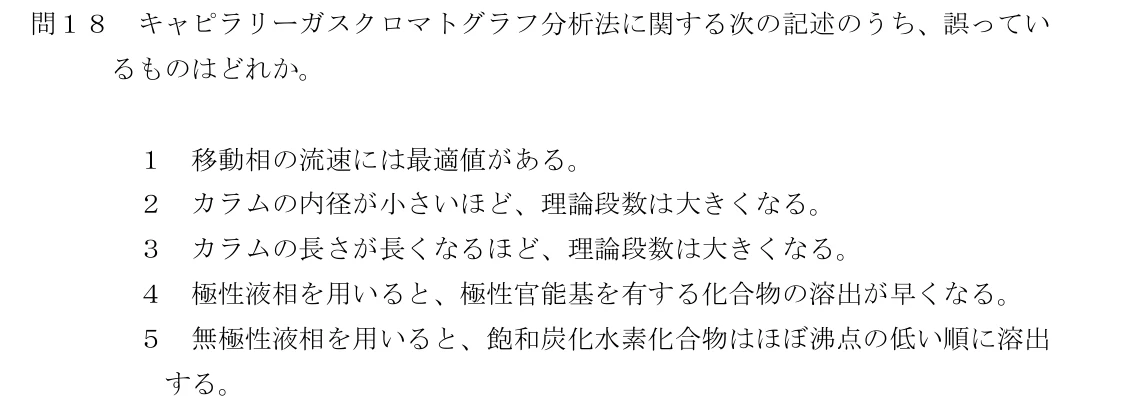 問１８　キャピラリーガスクロマトグラフ分析法に関する次の記述のうち、誤ってい
るものはどれか。
１　移動相の流速には最適値がある。
２　カラムの内径が小さいほど、理論段数は大きくなる。
３　カラムの長さが長くなるほど、理論段数は大きくなる。
４　極性液相を用いると、極性官能基を有する化合物の溶出が早くなる。
５　無極性液相を用いると、飽和炭化水素化合物はほぼ沸点の低い順に溶出
する。